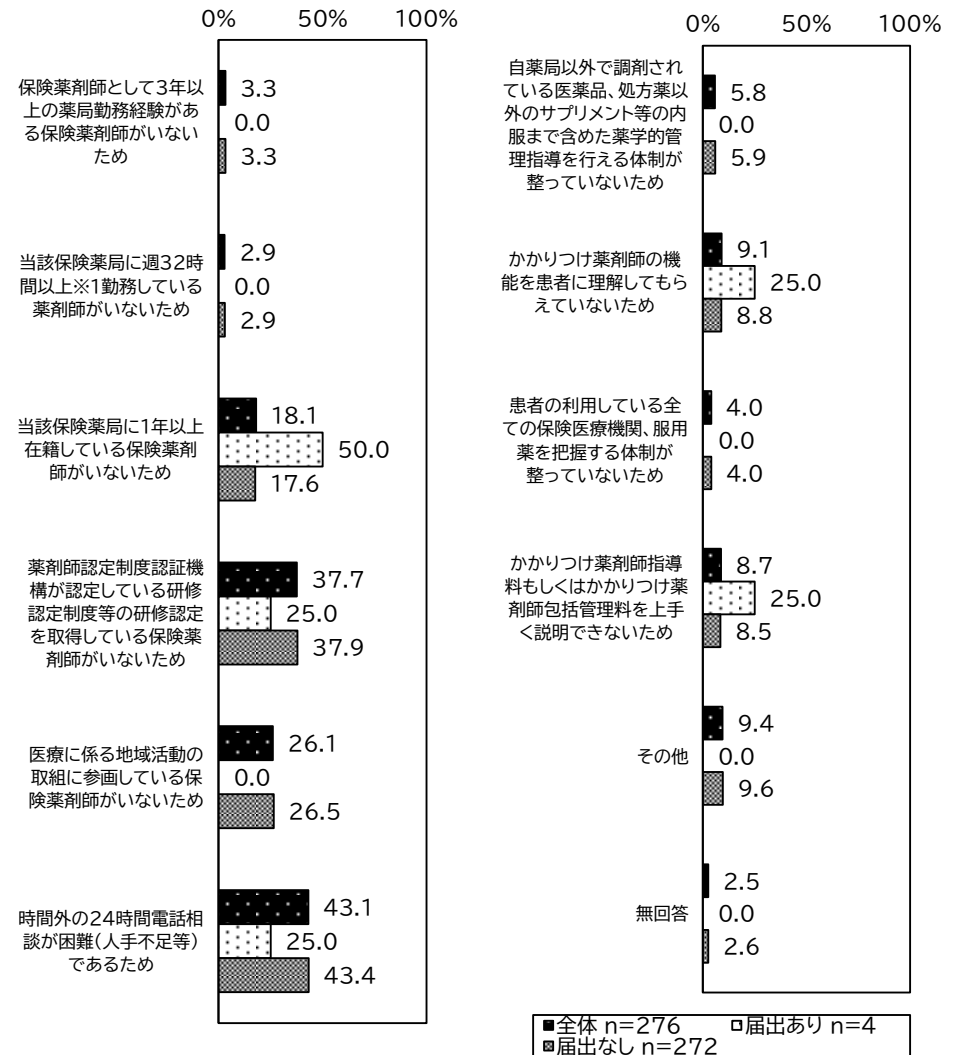 0%
50%
100%
保険薬剤師として3年以
上の薬局勤務経験があ
る保険薬剤師がいない
ため
3.3
0.0
3.3
当該保険薬局に週32時
間以上※1勤務している
薬剤師がいないため
2.9
0.0
2.9
当該保険薬局に1年以上
在籍している保険薬剤
師がいないため
18.1
50.0
17.6
薬剤師認定制度認証機
構が認定している研修
認定制度等の研修認定
を取得している保険薬
剤師がいないため
37.7
25.0
37.9
医療に係る地域活動の
取組に参画している保
険薬剤師がいないため
26.1
0.0
26.5
時間外の24時間電話相
談が困難(人手不足等)
であるため
43.1
25.0
43.4
0%
50%
100%
自薬局以外で調剤され
ている医薬品、処方薬以
外のサプリメント等の内
服まで含めた薬学的管
理指導を行える体制が
整っていないため
5.8
0.0
5.9
かかりつけ薬剤師の機
能を患者に理解してもら
えていないため
9.1
25.0
8.8
患者の利用している全
ての保険医療機関、服用
薬を把握する体制が
整っていないため
4.0
0.0
4.0
かかりつけ薬剤師指導
料もしくはかかりつけ薬
剤師包括管理料を上手
く説明できないため
8.7
25.0
8.5
その他
9.4
0.0
9.6
無回答
2.5
0.0
2.6
全体 n=276 届出あり n=4
届出なし n=272